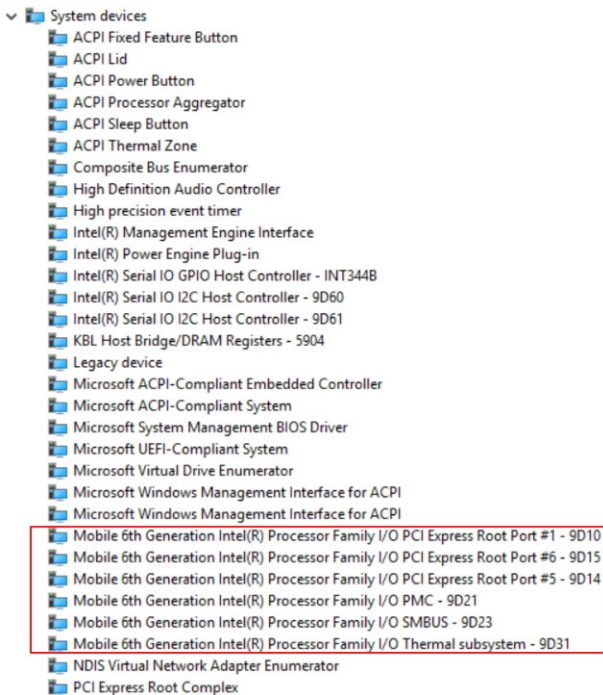 System devices
ACPI Fixed Feature Button
ACPI Lid
ACPI Power Button
ACPI Processor Aggregator
ACPI Sleep Button
ACPI Thermal Zone
Composite Bus Enumerator
High Definition Audio Controller
High precision event timer
Intel(R) Management Engine Interface
Intel(R) Power Engine Plug-in
Intel(R) Serial IO GPIO Host Controller - INT344B
Intel(R) Serial IO I2C Host Controller - 9D60
Intel(R) Serial IO I2C Host Controller - 9D61
KBL Host Bridge/DRAM Registers - 5904
Legacy device
Microsoft ACPI-Compliant Embedded Controller
Microsoft ACPI-Compliant System
Microsoft System Management BIOS Driver
Microsoft UEFI-Compliant System
Microsoft Virtual Drive Enumerator
Microsoft Windows Management Interface for ACPI
Microsoft Windows Management Interface for ACPI
Mobile 6th Generation Intel(R) Processor Family I/O PCI Express Root Port #1 - 9D10
Mobile 6th Generation Intel(R) Processor Family I/O PCI Express Root Port #6 - 9D15
Mobile 6th Generation Intel(R) Processor Family I/O PCI Express Root Port #5 - 9D14
Mobile 6th Generation Intel(R) Processor Family I/O PMC - 9D21
Mobile 6th Generation Intel(R) Processor Family I/O SMBUS - 9D23
Mobile 6th Generation Intel(R) Processor Family I/O Thermal subsystem - 9D31
NDIS Virtual Network Adapter Enumerator
PCI Express Root Complex